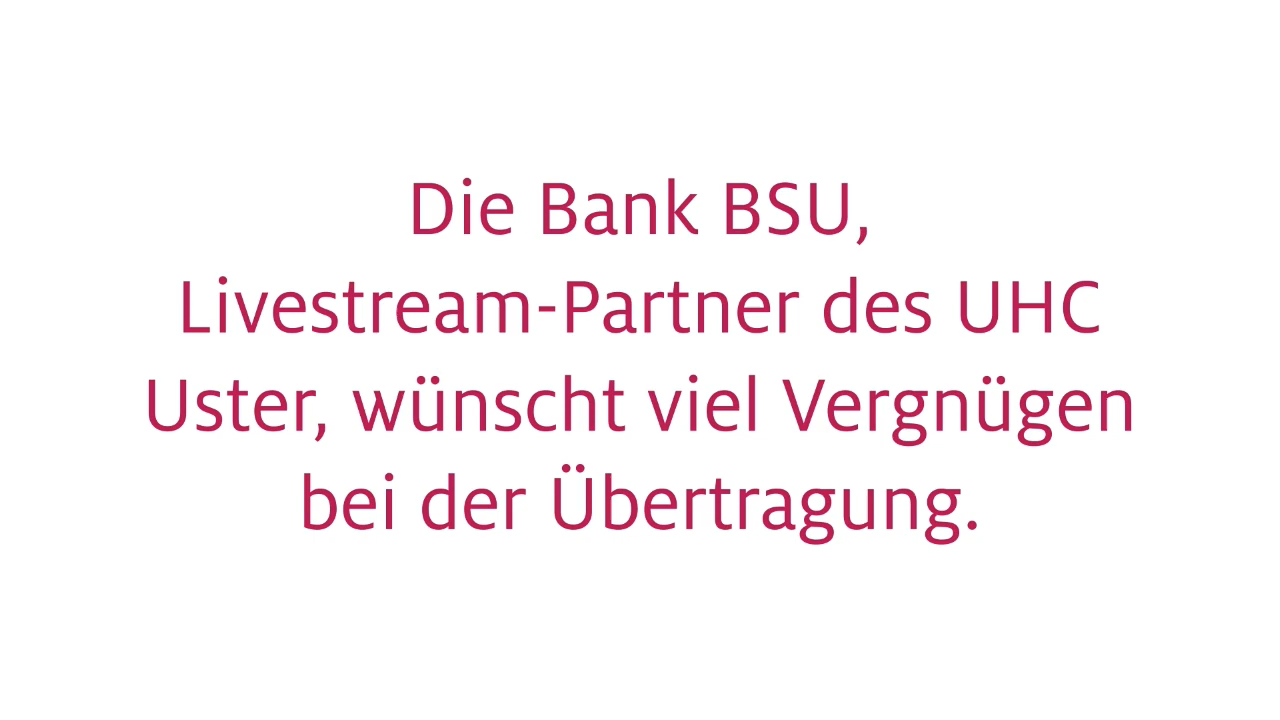 Die Bank BSU,
Livestream-Partner des UHC
Uster, wünscht viel Vergnügen
bei der Übertragung.